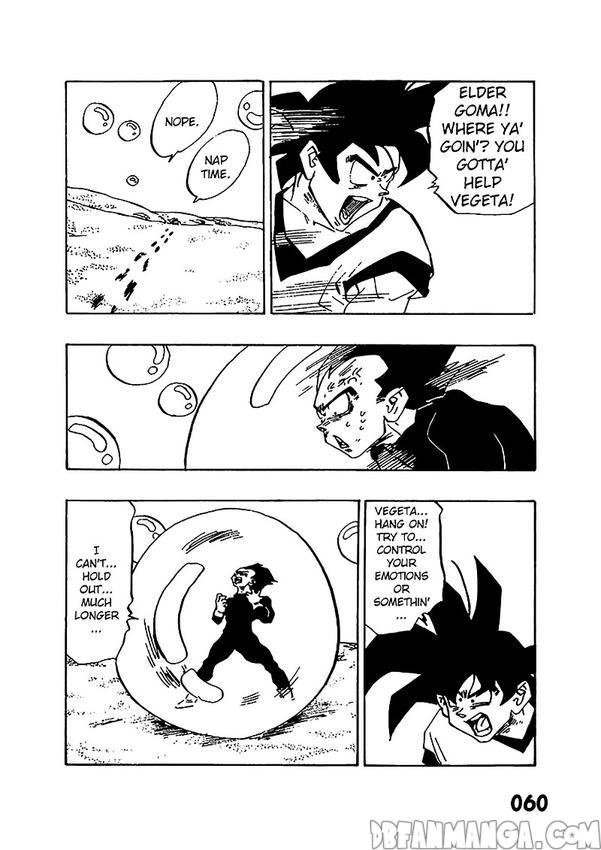 ELDER
GOMA!!
WHERE YA'
GOIN'? YOU
GOTTA'
HELP
VEGETA!
NOPE.
NAP
TIME.
VEGETA...
HANG ON!
TRY TO...
CONTROL
YOUR
EMOTIONS
OR
SOMETHIN'
...
I
CAN'T...
HOLD
OUT...
MUCH
LONGER
...
060
DBFANMANGA.COM